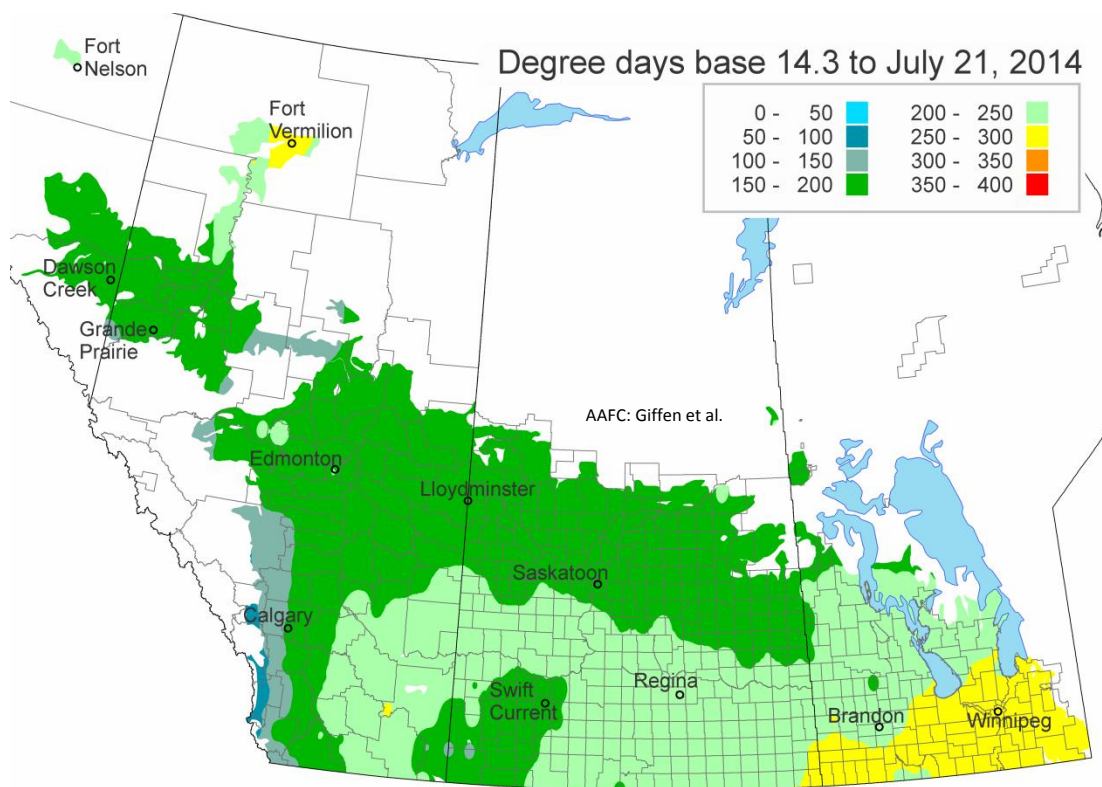 Fort
Nelson
Degree days base 14.3 to July 21, 2014
0 - 50
200 - 250
50 - 100
250 - 300
100 - 150
300 - 350
150 - 200
350 - 400
Fort
Vermilion
Dawson
Creek
Grande
Prairie
AAFC: Giffen et al.
Edmonton
Lloydminster
Saskatoon
Calgary
Swift
Current
Regina
Brandon
Winnipeg